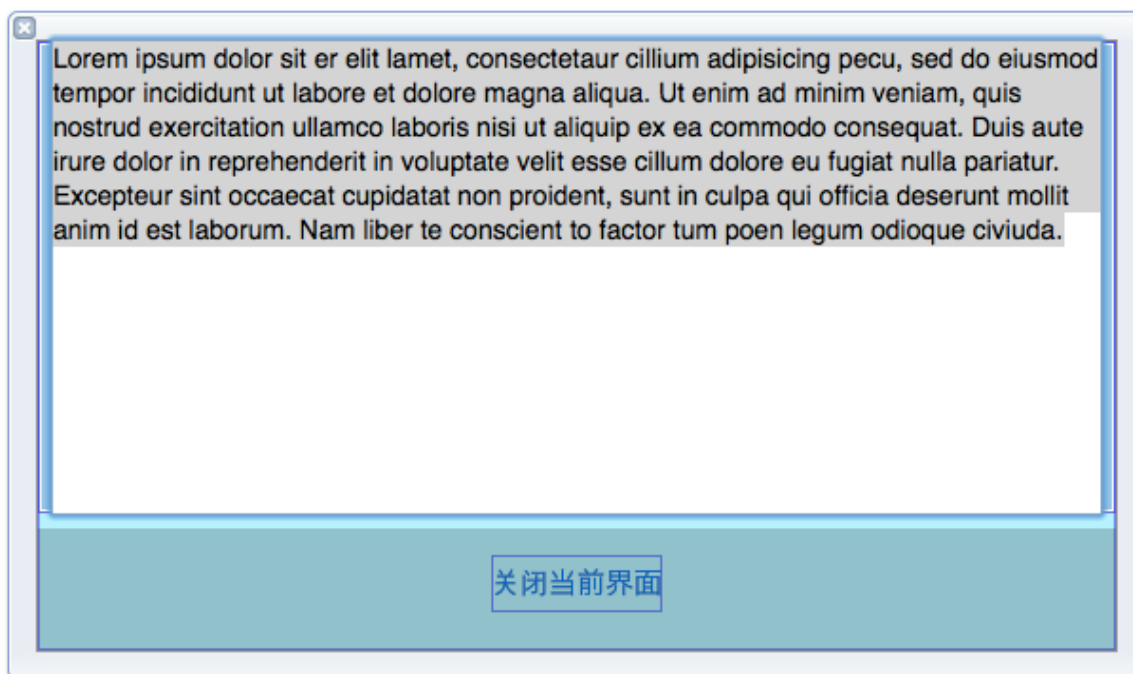 Lorem ipsum dolor sit er elit lamet, consectetaur cillium adipisicing pecu, sed do eiusmod
tempor incididunt ut labore et dolore magna aliqua. Ut enim ad minim veniam, quis
nostrud exercitation ullamco laboris nisi ut aliquip ex ea commodo consequat. Duis aute
irure dolor in reprehenderit in voluptate velit esse cillum dolore eu fugiat nulla pariatur.
Excepteur sint occaecat cupidatat non proident, sunt in culpa qui officia deserunt mollit
anim id est laborum. Nam liber te conscient to factor tum poen legum odioque civiuda.
关闭当前界面